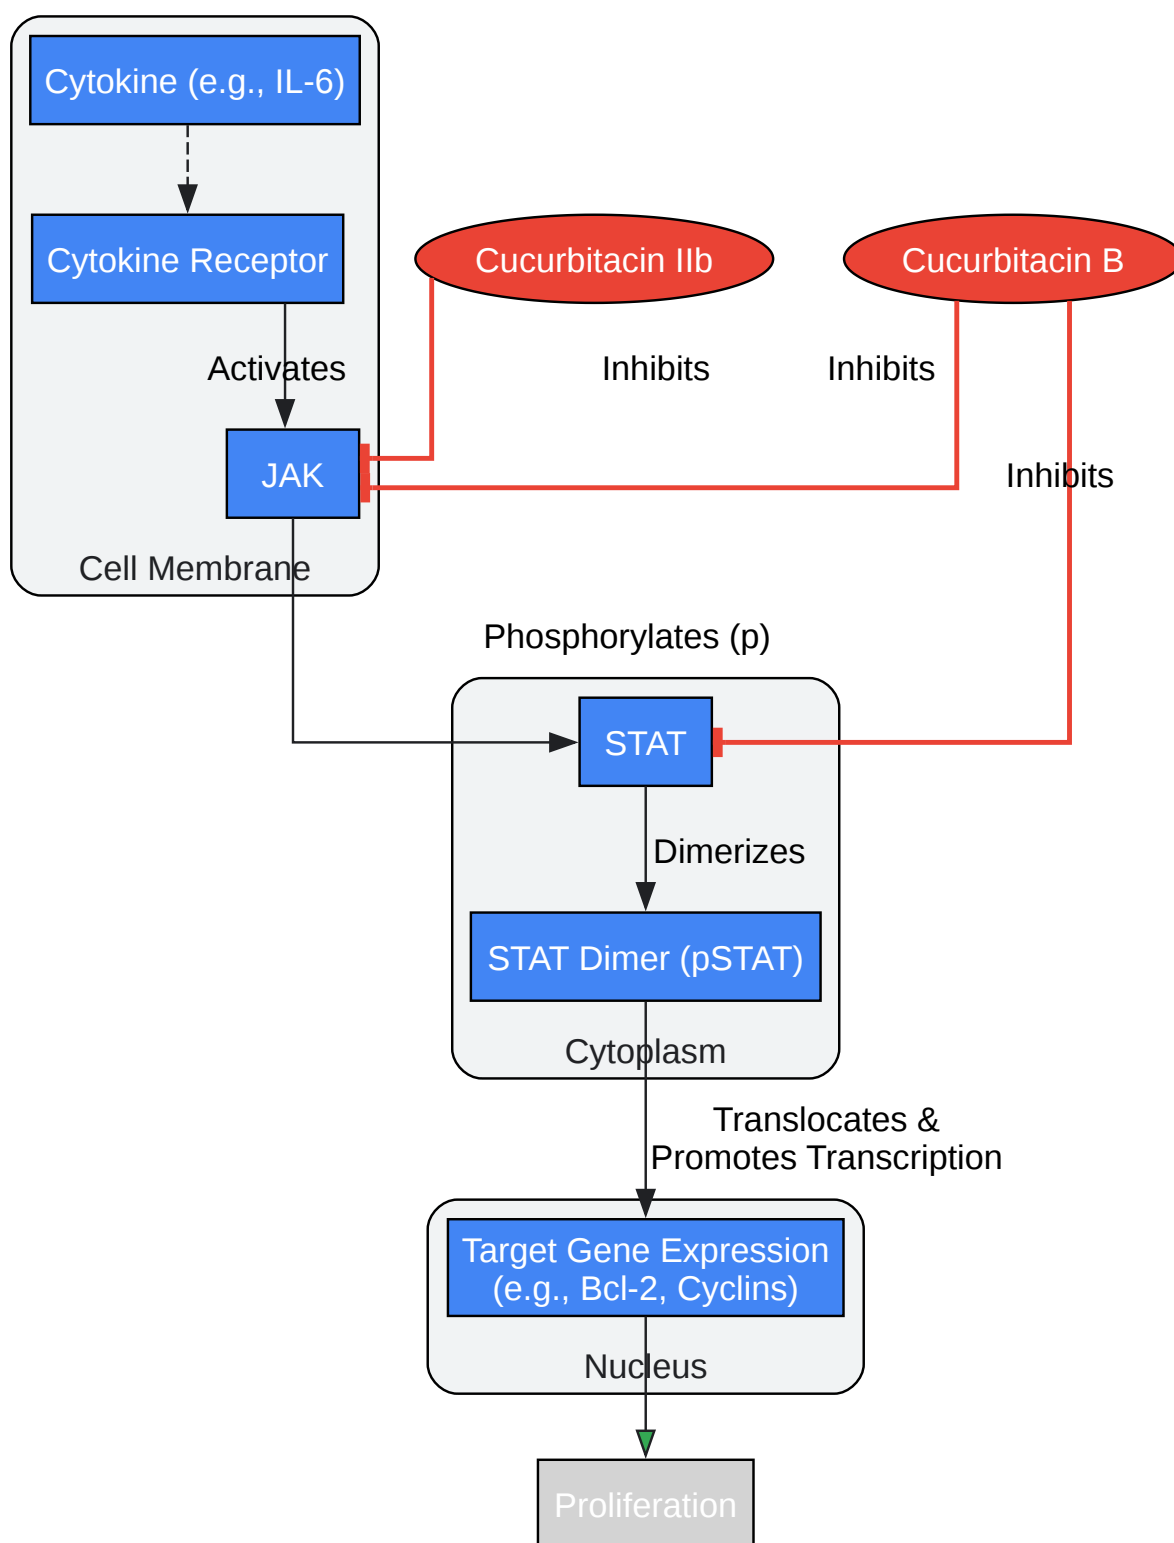 Cytokine (e.g., IL-6)
Cytokine Receptor
Cucurbitacin IIb
Cucurbitacin B
Activates
Inhibits
Inhibits
JAK
Inhibits
Cell Membrane
Phosphorylates (p)
STAT
Dimerizes
STAT Dimer (pSTAT)
Cytoplasm
Translocates &
Promotes Transcription
Target Gene Expression
(e.g., Bcl-2, Cyclins)
Nucleus
Proliferation